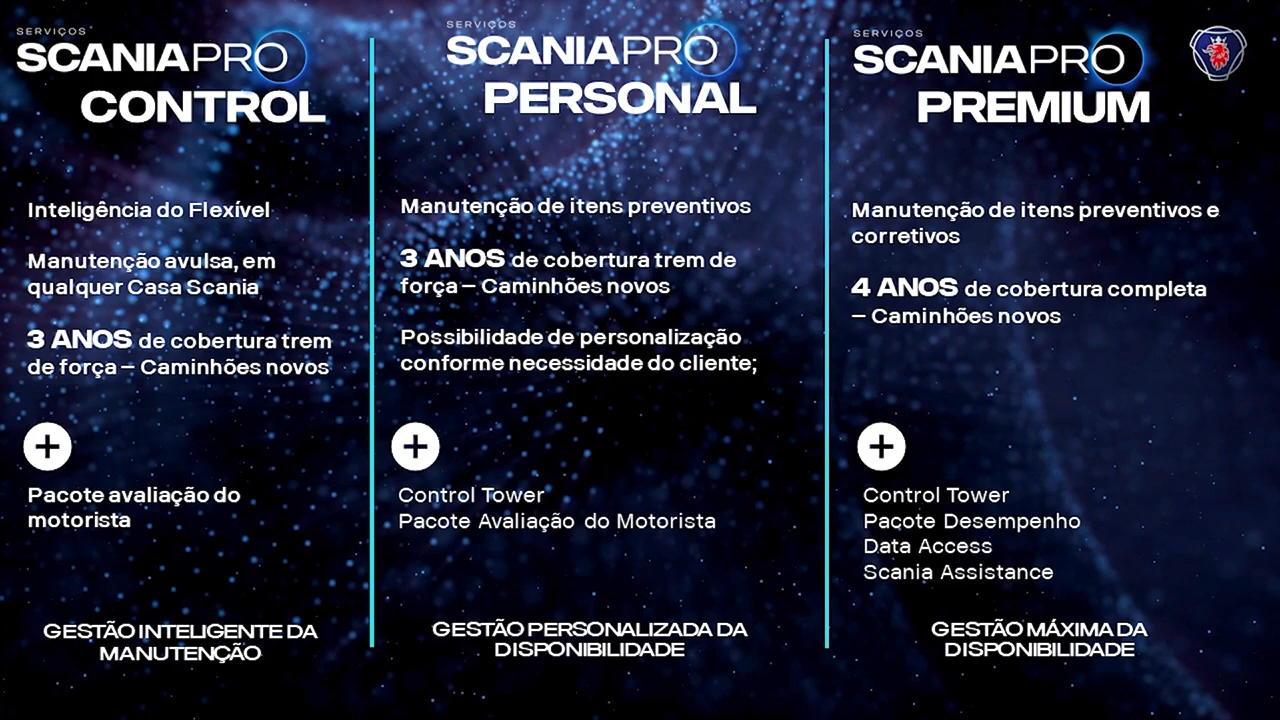 SERVIÇOS
SCANIAPRO
CONTROL
Inteligência do Flexível
Manutenção avulsa, em
qualquer Casa Scania
3 ANOS de cobertura trem
de força – Caminhões novos
+
Pacote avaliação do
motorista
GESTÃO INTELIGENTE DA
MANUTENÇÃO
SERVIÇOS
SCANIAPRO
PERSONAL
Manutenção de itens preventivos
3 ANOS de cobertura trem de
força – Caminhões novos
Possibilidade de personalização
conforme necessidade do cliente;
+
Control Tower
Pacote Avaliação do Motorista
GESTÃO PERSONALIZADA DA
DISPONIBILIDADE
SERVIÇOS
SCANIAPRO
PREMIUM
Manutenção de itens preventivos e
corretivos
4 ANOS de cobertura completa
– Caminhões novos
+
Control Tower
Pacote Desempenho
Data Access
Scania Assistance
GESTÃO MÁXIMA DA
DISPONIBILIDADE